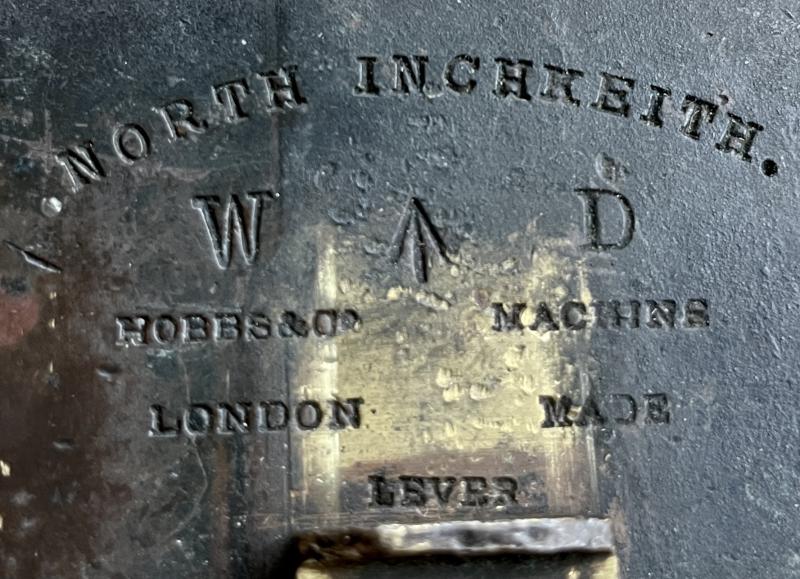 . NORTH INCHKEITH.
W D
HOBBS & Co MACHINE
LONDON MADE
LEVER